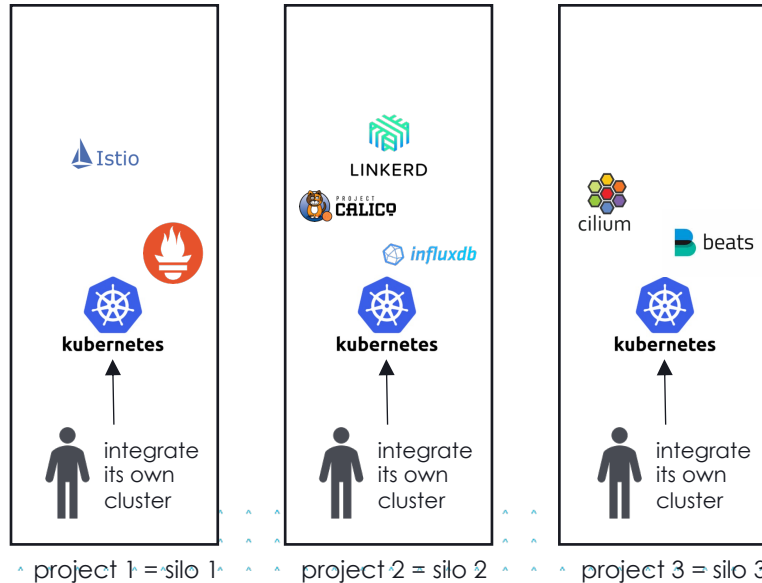 Istio
kubernetes
integrate
its own
cluster
project 1 = silo 1
LINKERD
PROJECT
CALICO
influxdb
kubernetes
integrate
its own
cluster
project 2 = silo 2
cilium
beats
kubernetes
integrate
its own
cluster
project 3 = silo 3